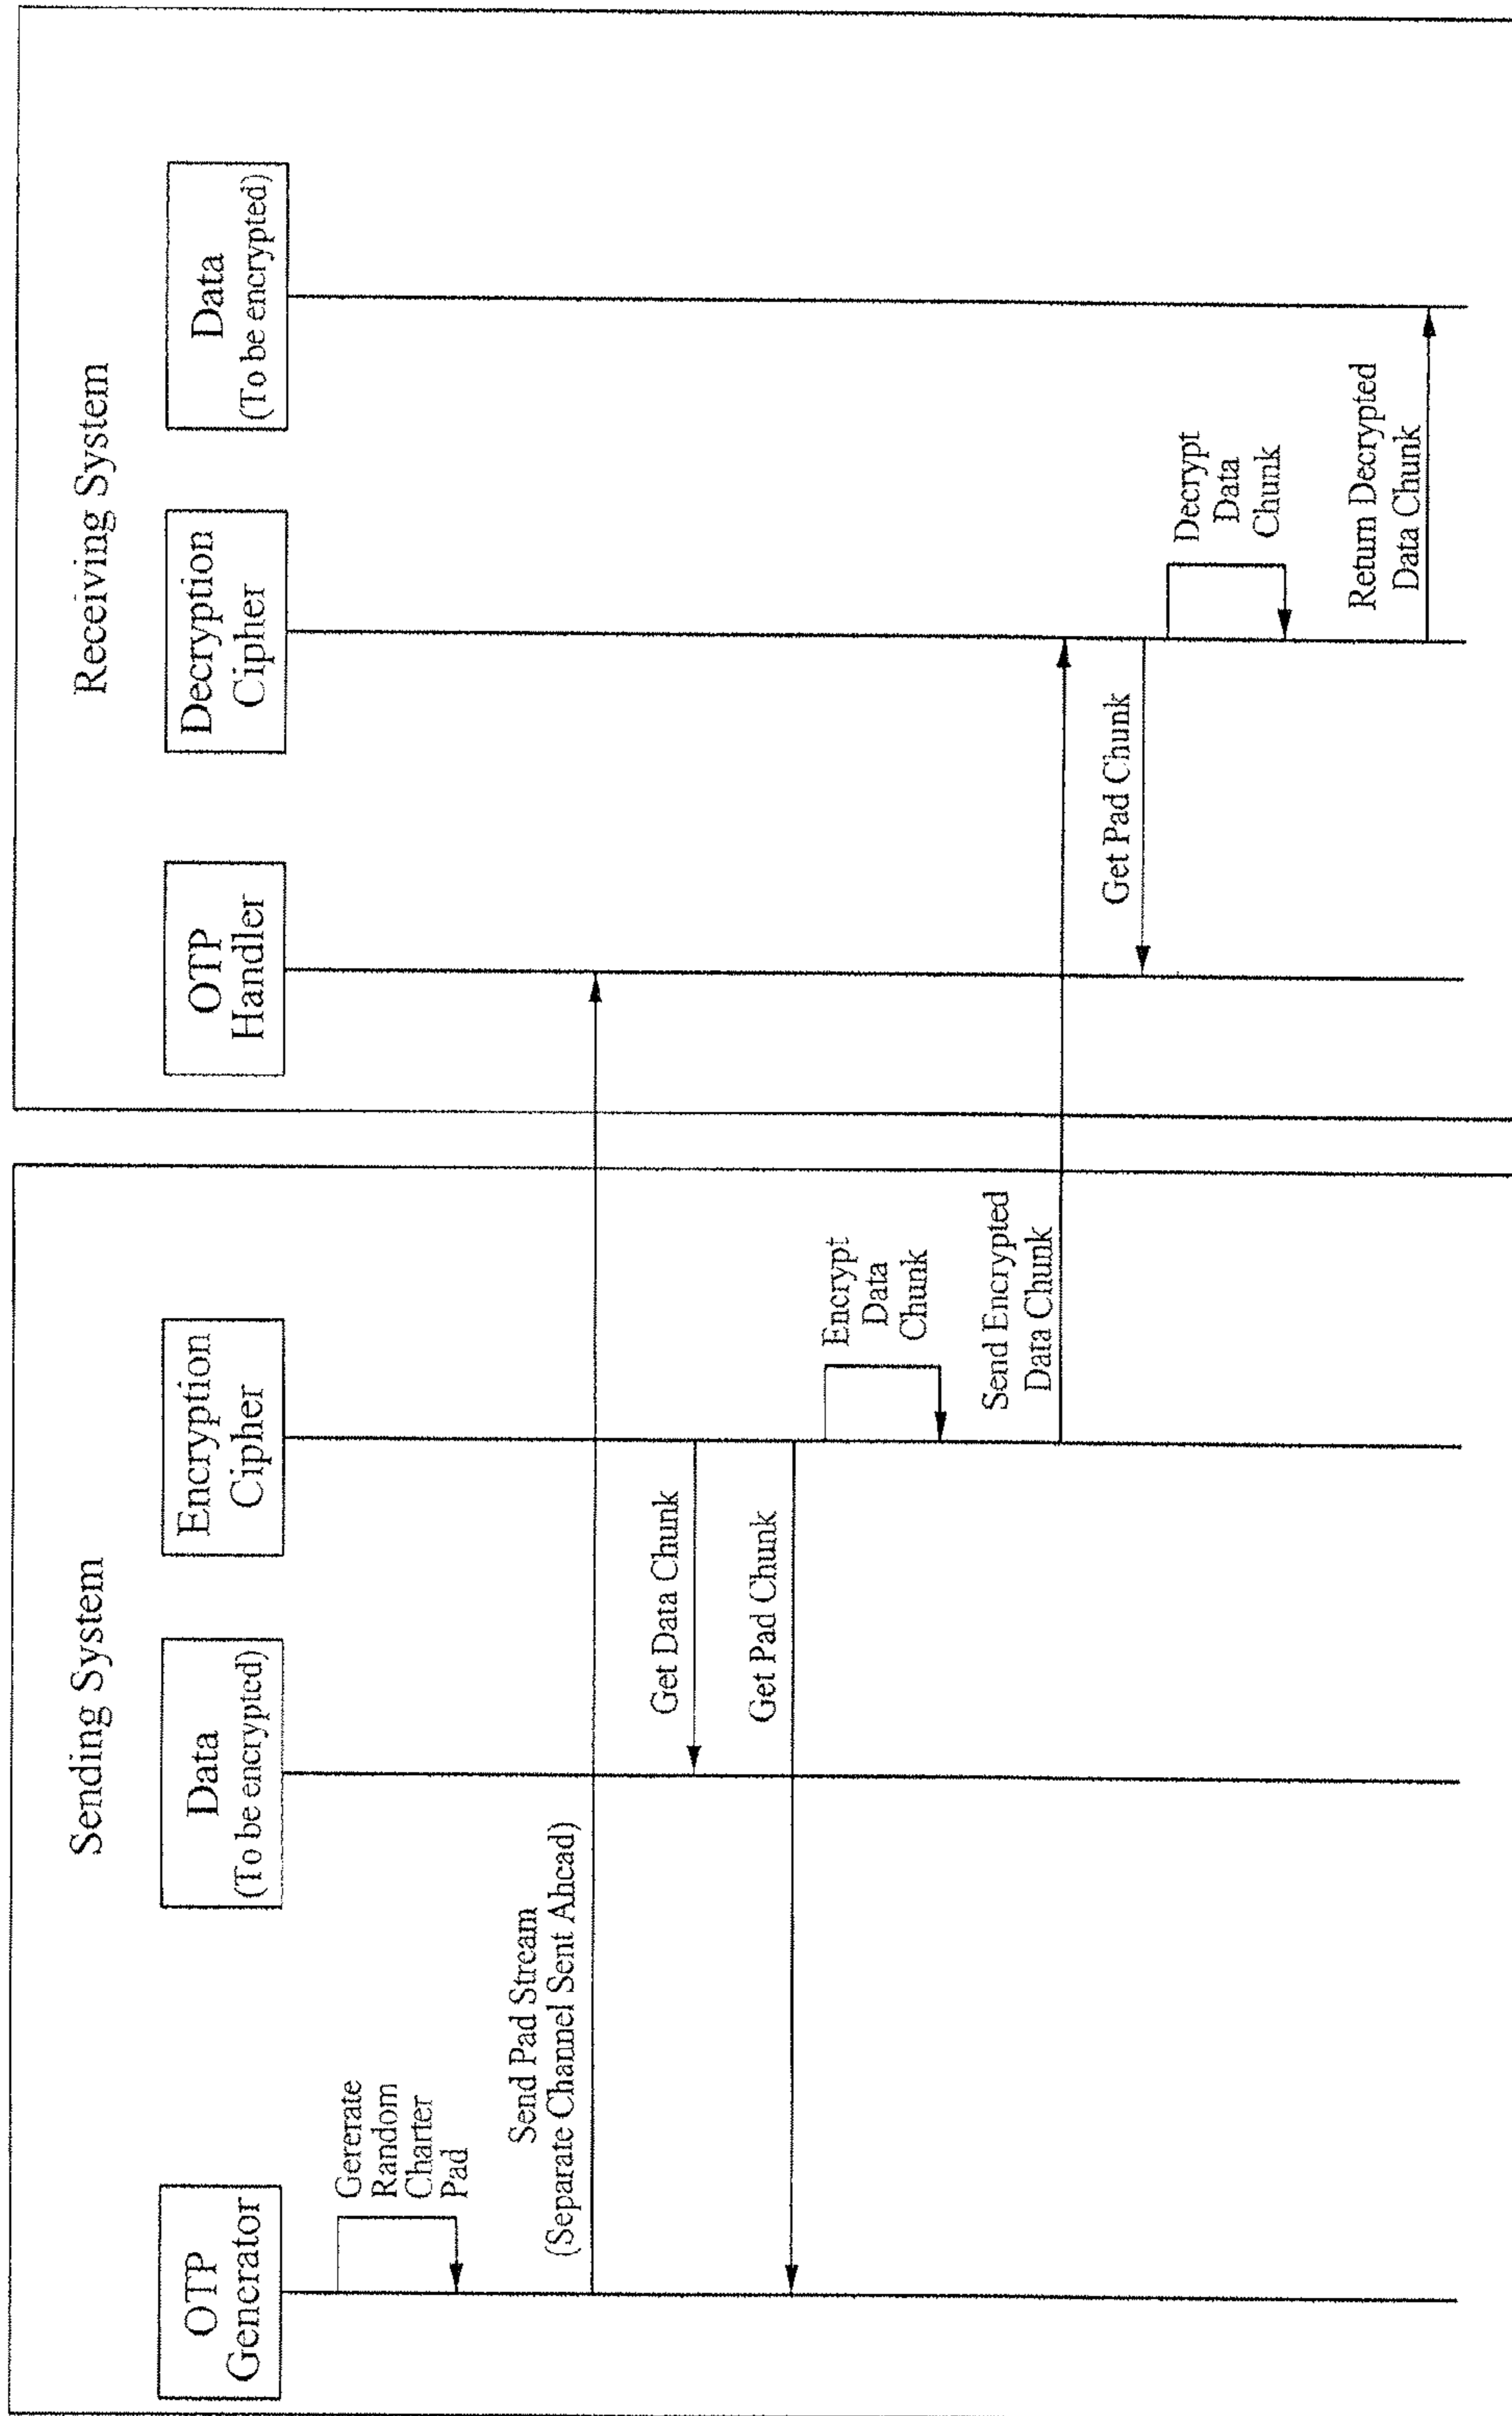 Sending System
OTP
Generator
Data
(To be encrypted)
Encryption
Cipher
Gererate
Random
Charter
Pad
Send Pad Stream
(Separate Channel Sent Ahead)
Get Data Chunk
Get Pad Chunk
Encrypt
Data
Chunk
Send Encrypted
Data Chunk
Receiving System
OTP
Handler
Decryption
Cipher
Data
(To be encrypted)
Get Pad Chunk
Decrypt
Data
Chunk
Return Decrypted
Data Chunk